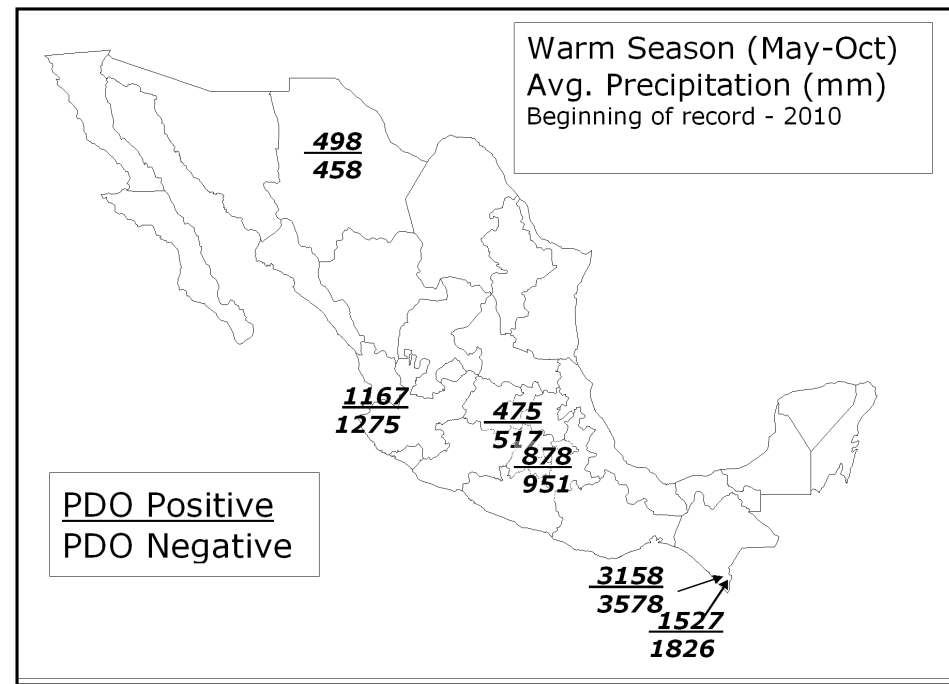 Warm Season (May-Oct)
Avg. Precipitation (mm)
Beginning of record - 2010
498
458
1167
1275
475
517
878
951
PDO Positive
PDO Negative
3158
3578
1527
1826